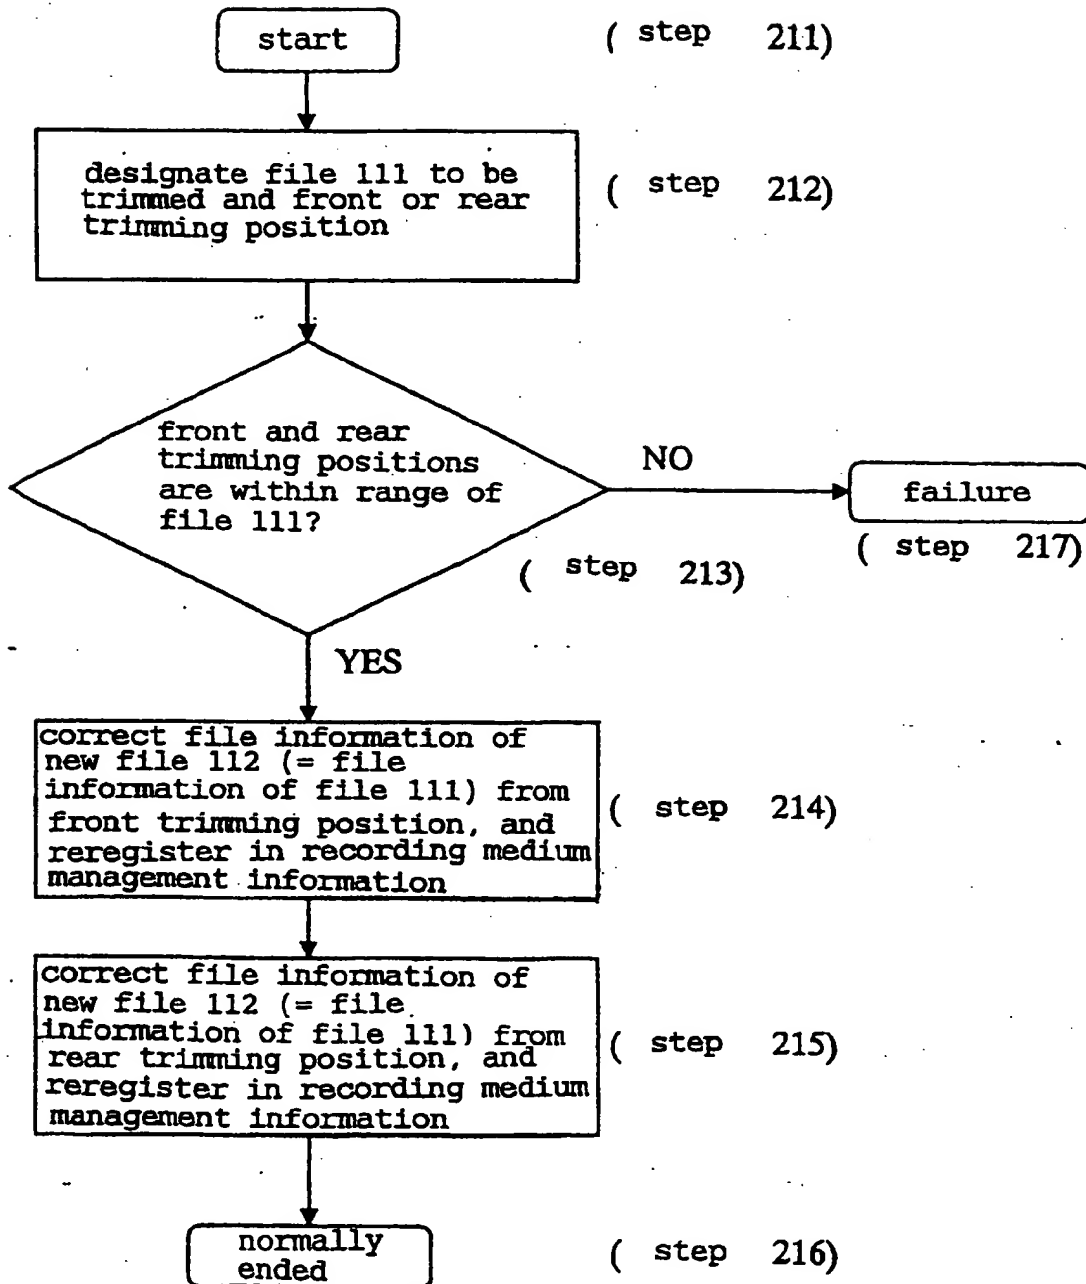 start
( step 211)
designate file 111 to be
trimmed and front or rear
trimming position
( step 212)
front and rear
trimming positions
are within range of
file 111?
NO
failure
( step 217)
( step 213)
YES
correct file information of
new file 112 (= file
information of file 111) from
front trimming position, and
reregister in recording medium
management information
( step 214)
correct file information of
new file 112 (= file
information of file 111) from
rear trimming position, and
reregister in recording medium
management information
( step 215)
normally
ended
( step 216)